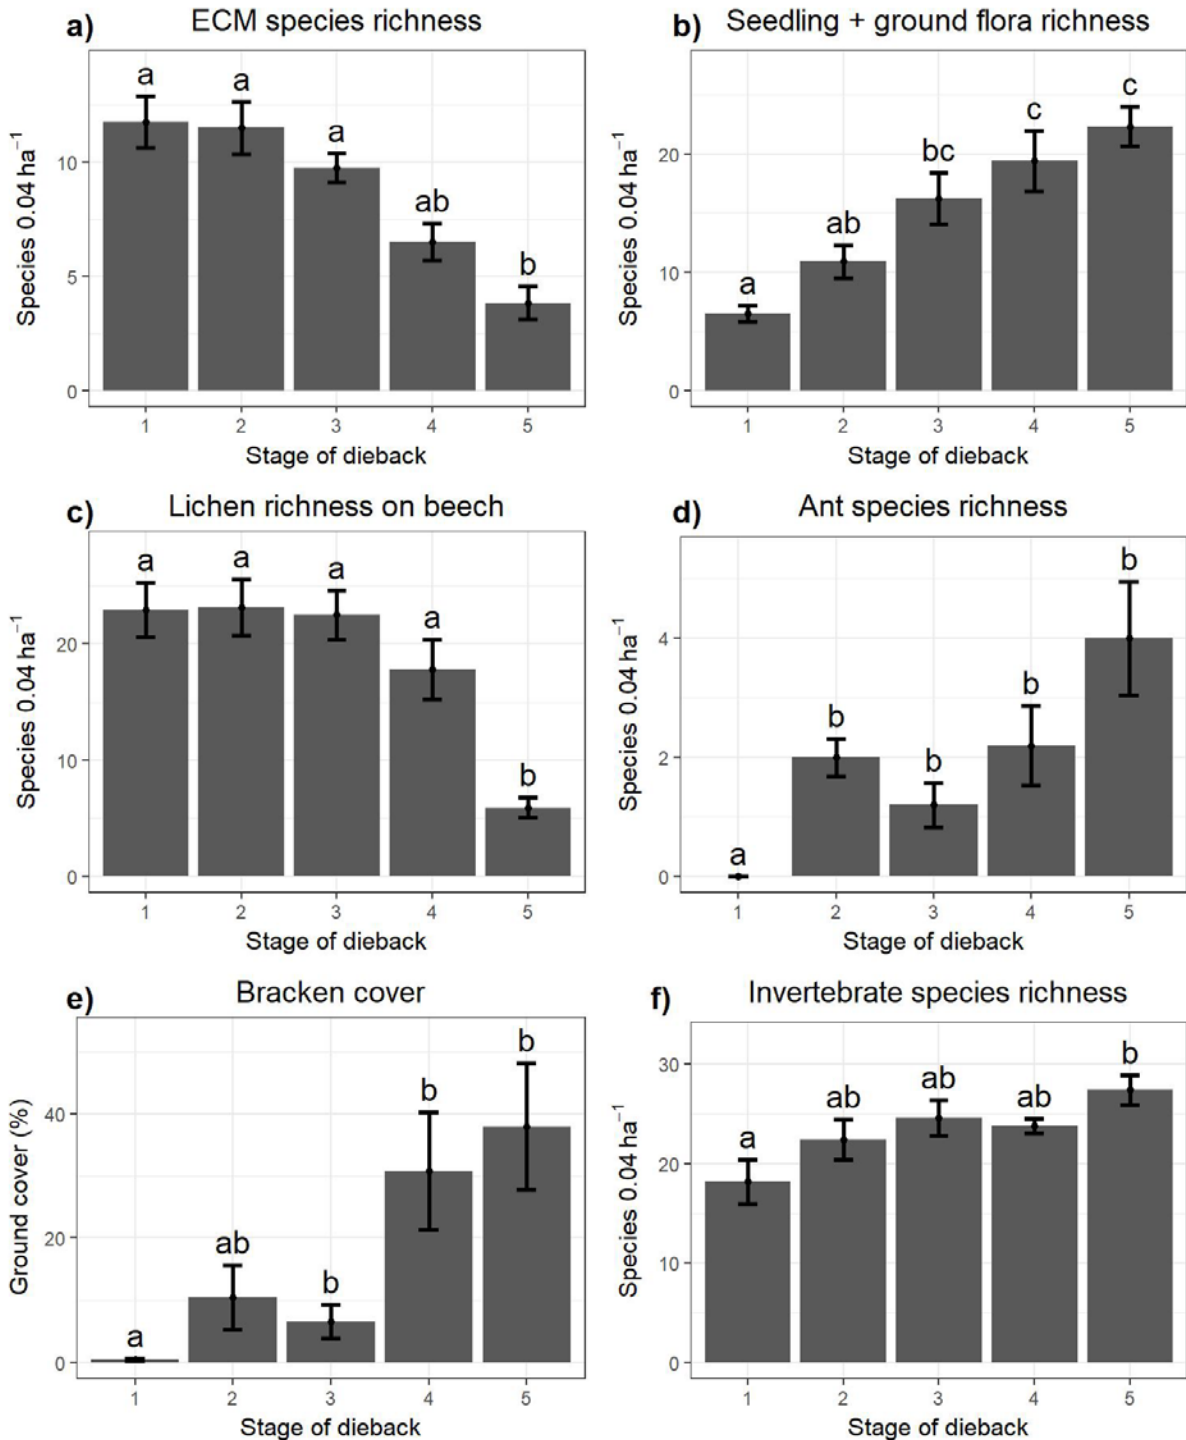 a) ECM species richness
Species 0.04 ha⁻¹
10
5
0
a a a ab b
1 2 3 4 5
Stage of dieback
b) Seedling + ground flora richness
Species 0.04 ha⁻¹
20
10
0
a ab bc c c
1 2 3 4 5
Stage of dieback
c) Lichen richness on beech
Species 0.04 ha⁻¹
20
10
0
a a a a b
1 2 3 4 5
Stage of dieback
d) Ant species richness
Species 0.04 ha⁻¹
4
2
0
a b b b b
1 2 3 4 5
Stage of dieback
e) Bracken cover
Ground cover (%)
40
20
0
a ab b b b
1 2 3 4 5
Stage of dieback
f) Invertebrate species richness
Species 0.04 ha⁻¹
30
20
10
0
a ab ab ab b
1 2 3 4 5
Stage of dieback